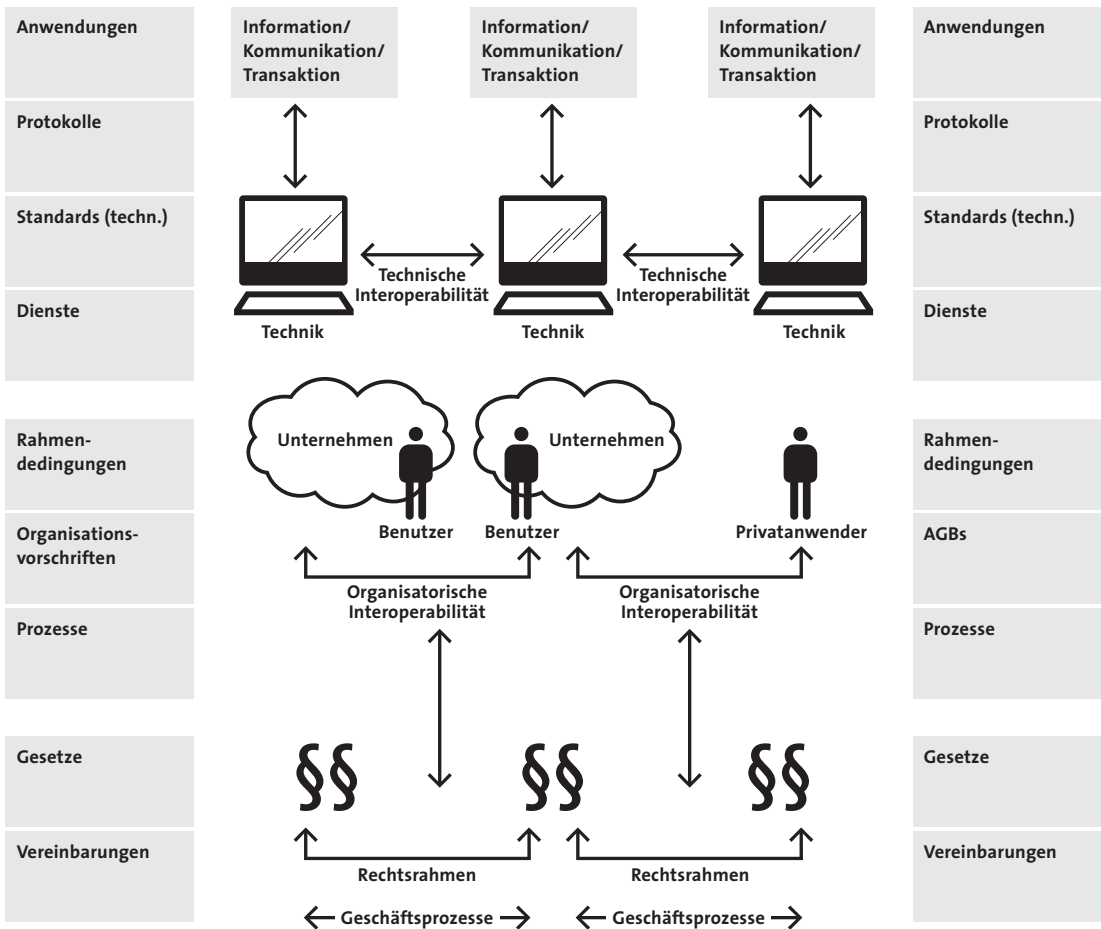 Anwendungen
Information/
Kommunikation/
Transaktion
Information/
Kommunikation/
Transaktion
Information/
Kommunikation/
Transaktion
Anwendungen
Protokolle
Protokolle
Standards (techn.)
Standards (techn.)
Technische
Interoperabilität
Technische
Interoperabilität
Dienste
Dienste
Technik
Technik
Technik
Rahmen-
dedingungen
Unternehmen
Unternehmen
Rahmen-
dedingungen
Organisations-
vorschriften
Benutzer
Benutzer
Privatanwender
AGBs
Organisatorische
Interoperabilität
Organisatorische
Interoperabilität
Prozesse
Prozesse
Gesetze
§§
§§
§§
Gesetze
Vereinbarungen
Vereinbarungen
Rechtsrahmen
Rechtsrahmen
Geschäftsprozesse
Geschäftsprozesse